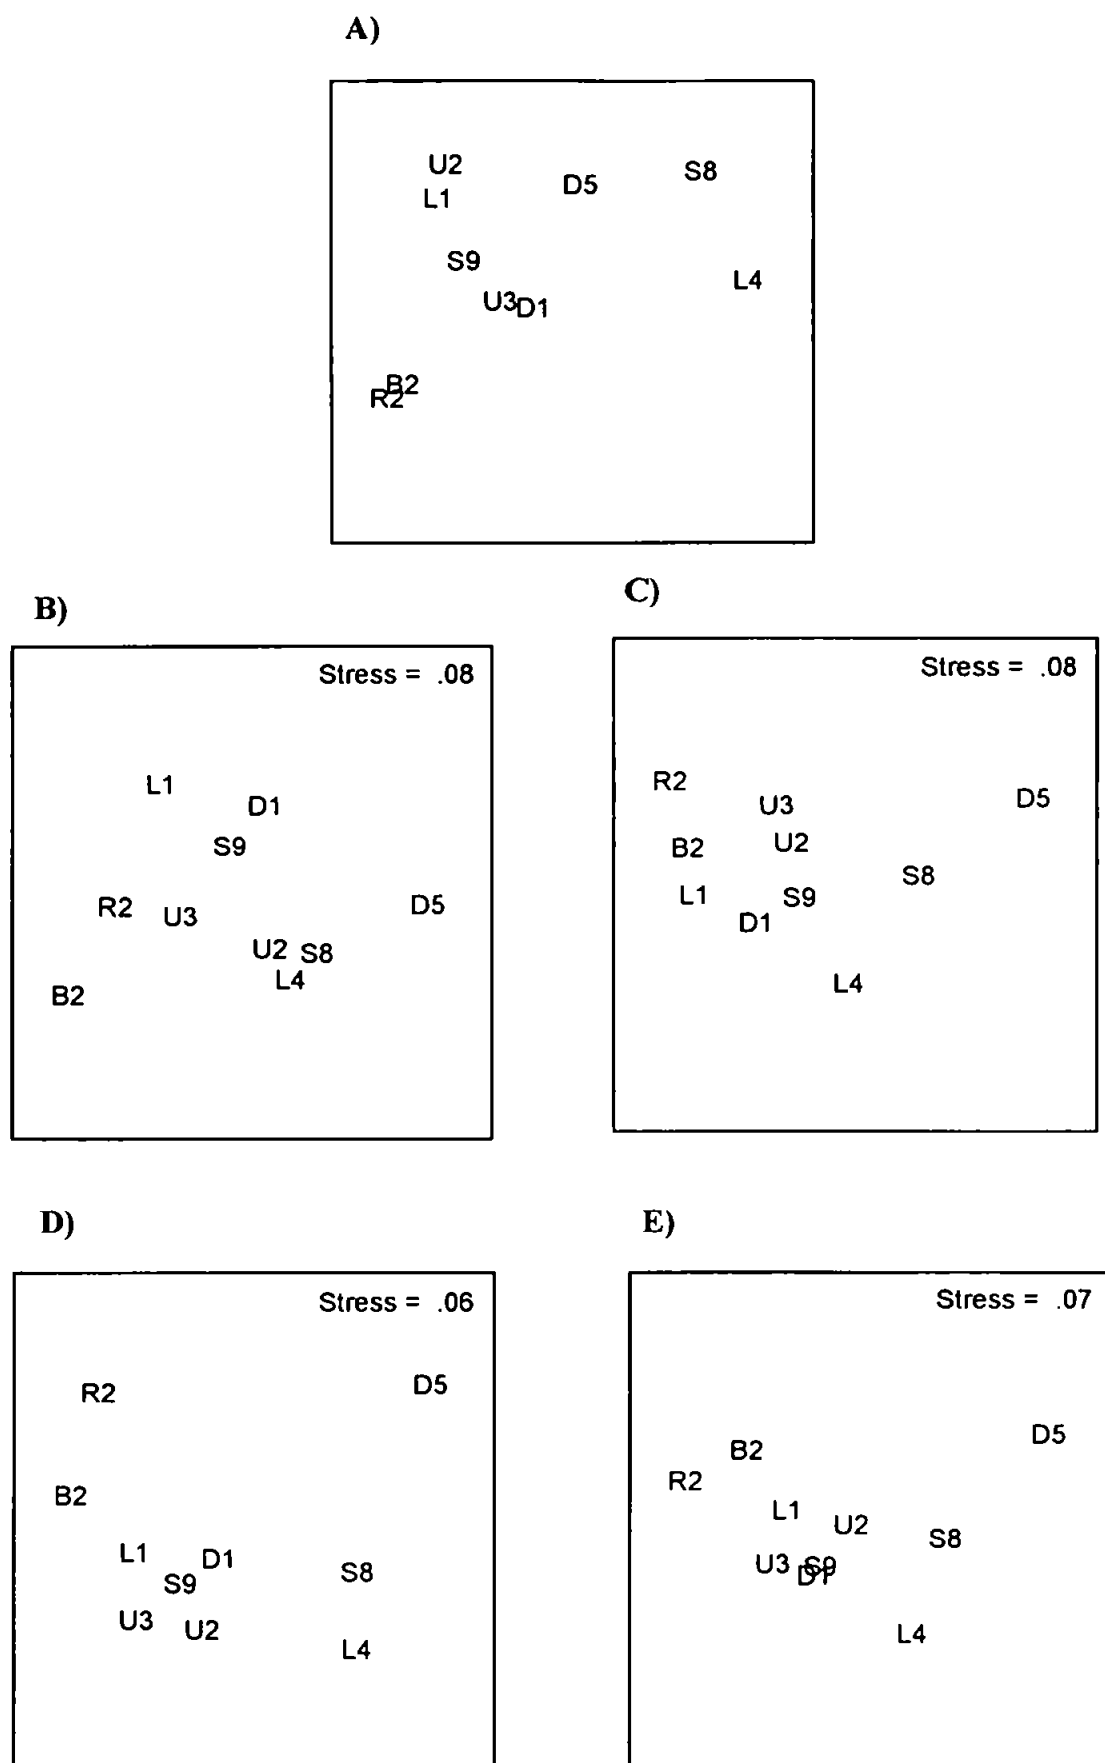 A)
U2
D5 S8
L1
S9
L4
U3 D1
B2
R2
B)
Stress = .08
L1
D1
S9
R2 U3 D5
U2 S8
L4
B2
C)
Stress = .08
R2
U3 D5
U2
B2
S8
L1 S9
D1
L4
D)
Stress = .06
R2 D5
B2
L1 D1
S8
S9
U3 U2
L4
E)
Stress = .07
D5
B2
R2
L1
U2
S8
U3 S9
D1
L4